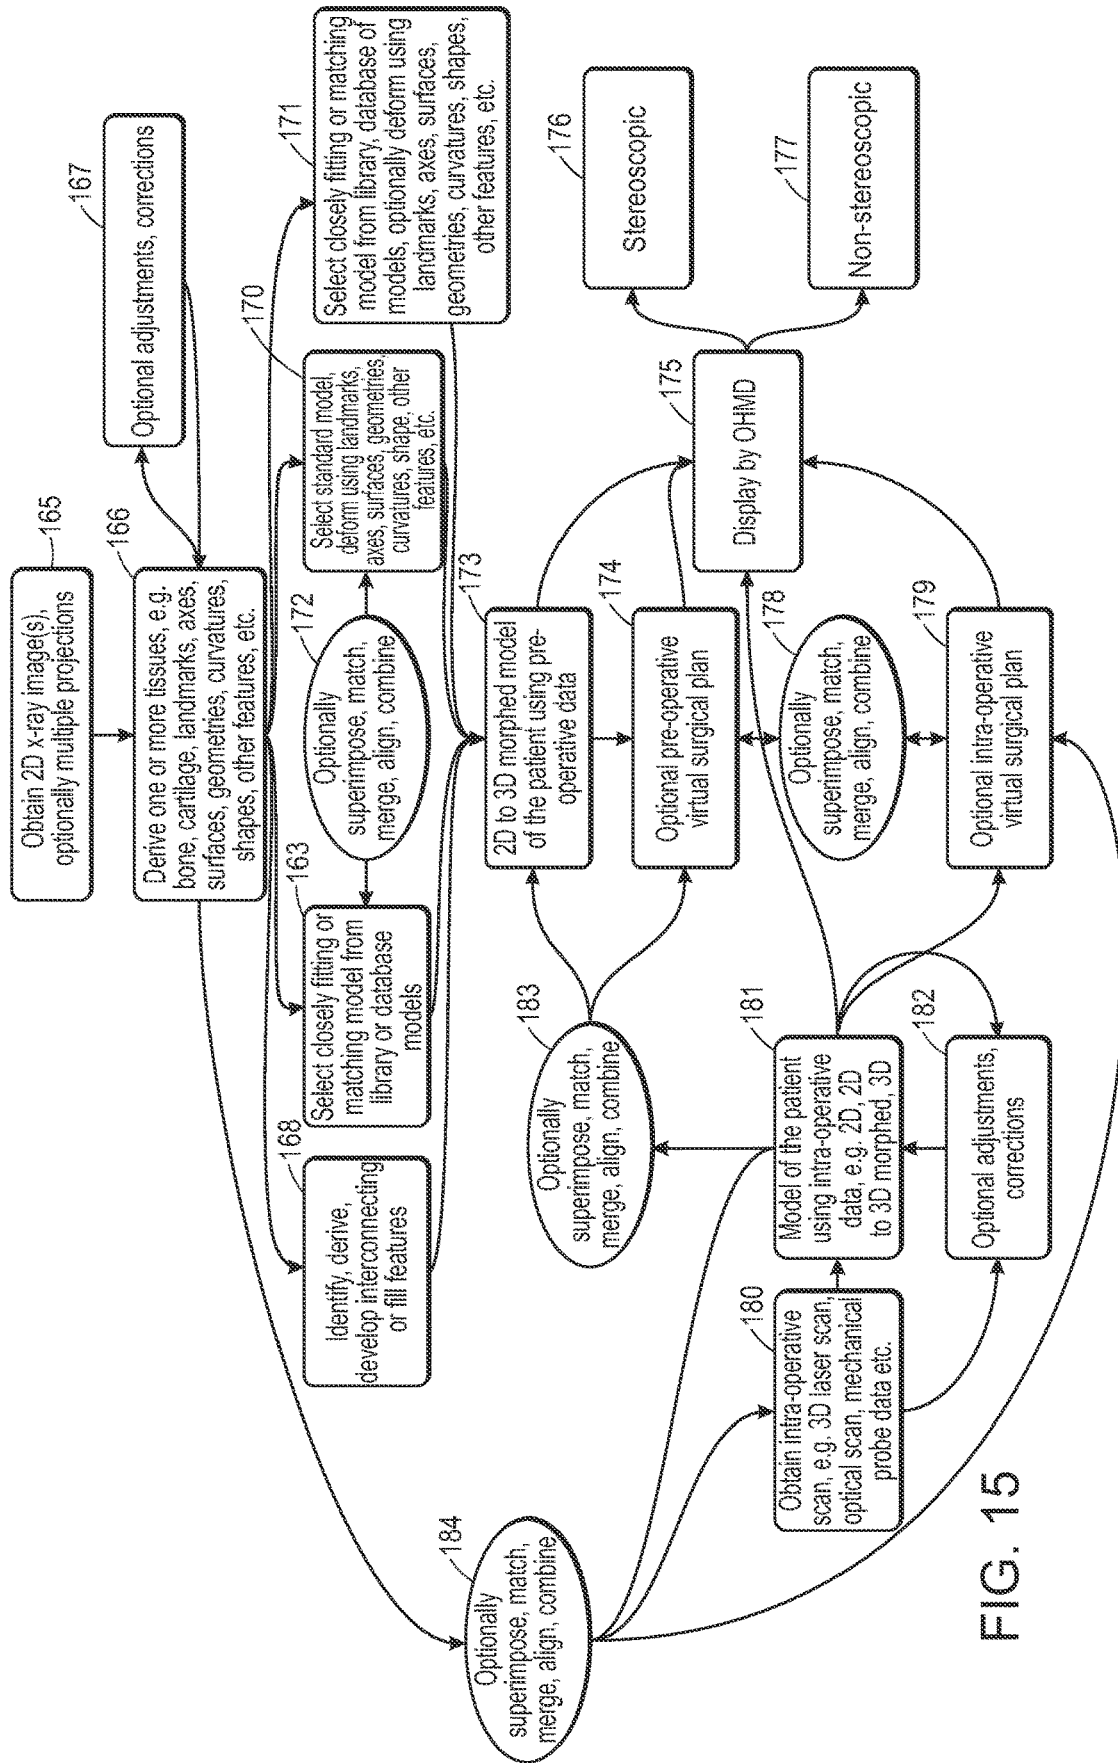 165
Obtain 2D x-ray image(s),
optionally multiple projections
166
Derive one or more tissues, e.g.
bone, cartilage, landmarks, axes,
surfaces, geometries, curvatures,
shapes, other features, etc.
167
Optional adjustments, corrections
168
Identify, derive,
develop interconnecting
or fill features
163
Select closely fitting or
matching model from
library or database
models
172
Optionally
superimpose, match,
merge, align, combine
170
Select standard model,
deform using landmarks,
axes, surfaces, geometries,
curvatures, shape, other
features, etc.
171
Select closely fitting or matching
model from library, database of
models, optionally deform using
landmarks, axes, surfaces,
geometries, curvatures, shapes,
other features, etc.
184
Optionally
superimpose, match,
merge, align, combine
183
Optionally
superimpose, match,
merge, align, combine
173
2D to 3D morphed model
of the patient using pre-
operative data
174
Optional pre-operative
virtual surgical plan
175
Display by OHMD
176
Stereoscopic
177
Non-stereoscopic
178
Optionally
superimpose, match,
merge, align, combine
179
Optional intra-operative
virtual surgical plan
180
Obtain intra-operative
scan, e.g. 3D laser scan,
optical scan, mechanical
probe data etc.
181
Model of the patient
using intra-operative
data, e.g. 2D, 2D
to 3D morphed, 3D
182
Optional adjustments,
corrections
FIG. 15